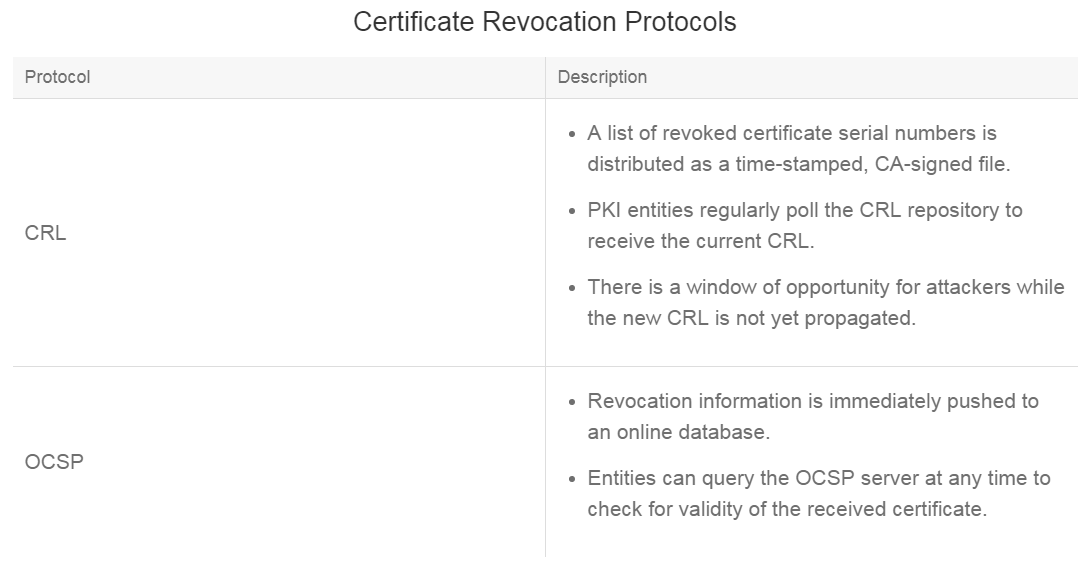 Certificate Revocation Protocols
Protocol
Description
CRL
• A list of revoked certificate serial numbers is
distributed as a time-stamped, CA-signed file.
• PKI entities regularly poll the CRL repository to
receive the current CRL.
• There is a window of opportunity for attackers while
the new CRL is not yet propagated.
OCSP
• Revocation information is immediately pushed to
an online database.
• Entities can query the OCSP server at any time to
check for validity of the received certificate.